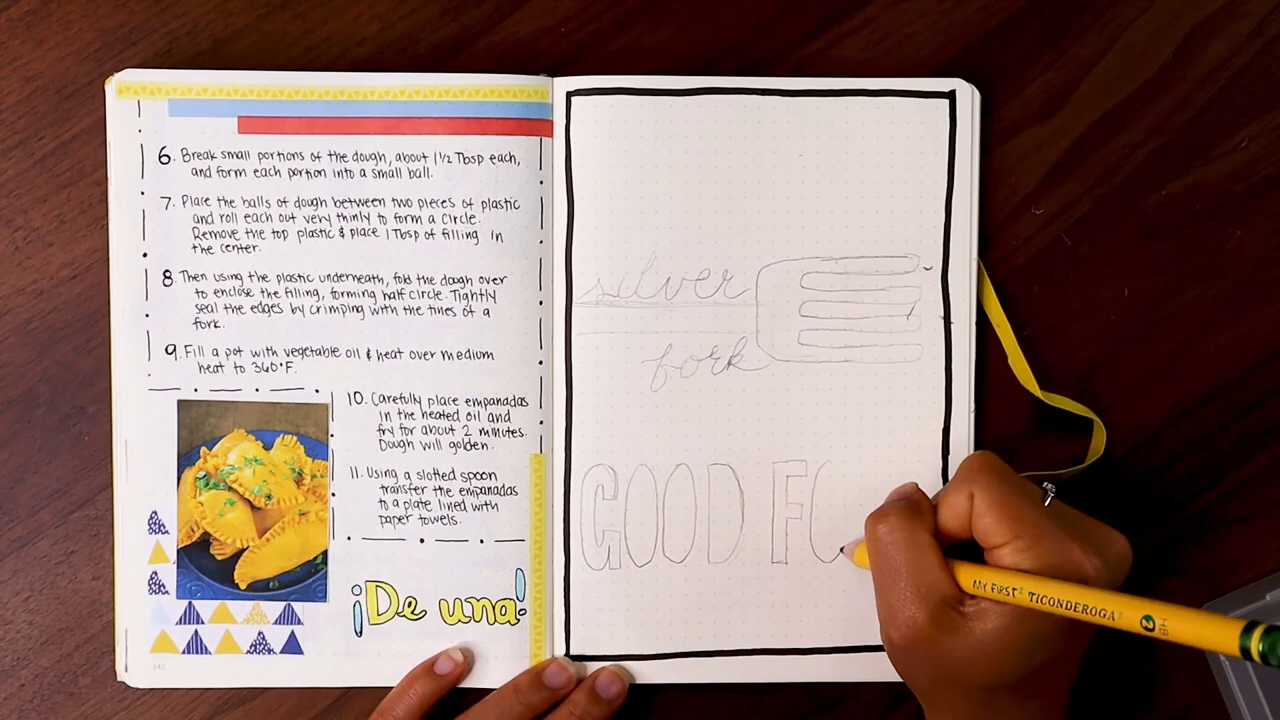 6. Break small portions of the dough, about 1 1/2 Tbsp each,
and form each portion into a small ball.
7. Place the balls of dough between two pieces of plastic
and roll each out very thinly to form a circle.
Remove the top plastic & place 1 Tbsp of filling in
the center.
8. Then using the plastic underneath, fold the dough over
to enclose the filling, forming half circle. Tightly
seal the edges by crimping with the tines of a
fork.
9. Fill a pot with vegetable oil & heat over medium
heat to 360°F.
10. Carefully place empanadas
in the heated oil and
fry for about 2 minutes.
Dough will golden.
11. Using a slotted spoon
transfer the empanadas
to a plate lined with
paper towels.
¡De una!
342
silver
fork
GOOD FO
MY FIRST® TICONDEROGA® 2 HB